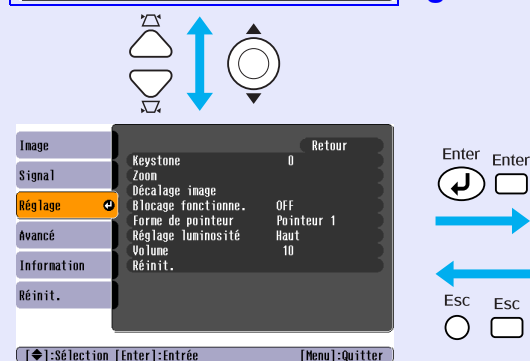 Image
Signal
Réglage
Avancé
Information
Réinit.
Retour
Keystone 0
Zoom
Décalage image
Blocage fonctionne. OFF
Forme de pointeur Pointeur 1
Réglage luminosité Haut
Volume 10
Réinit.
[ ]:Sélection [Enter]:Entrée [Menu]:Quitter
Enter Enter
Esc Esc